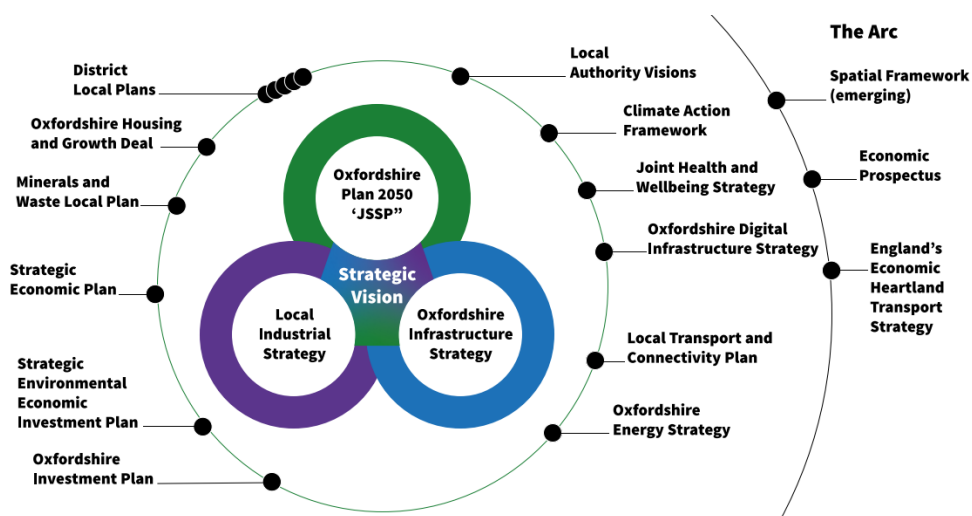 The Arc
District
Local Plans
Oxfordshire Housing
and Growth Deal
Minerals and
Waste Local Plan
Strategic
Economic Plan
Strategic
Environmental
Economic
Investment Plan
Oxfordshire
Investment Plan
Oxfordshire
Plan 2050
‘JSSP”
Strategic
Vision
Local
Industrial
Strategy
Oxfordshire
Infrastructure
Strategy
Local
Authority Visions
Climate Action
Framework
Joint Health and
Wellbeing Strategy
Oxfordshire Digital
Infrastructure Strategy
Local Transport and
Connectivity Plan
Oxfordshire
Energy Strategy
Spatial Framework
(emerging)
Economic
Prospectus
England’s
Economic
Heartland
Transport
Strategy